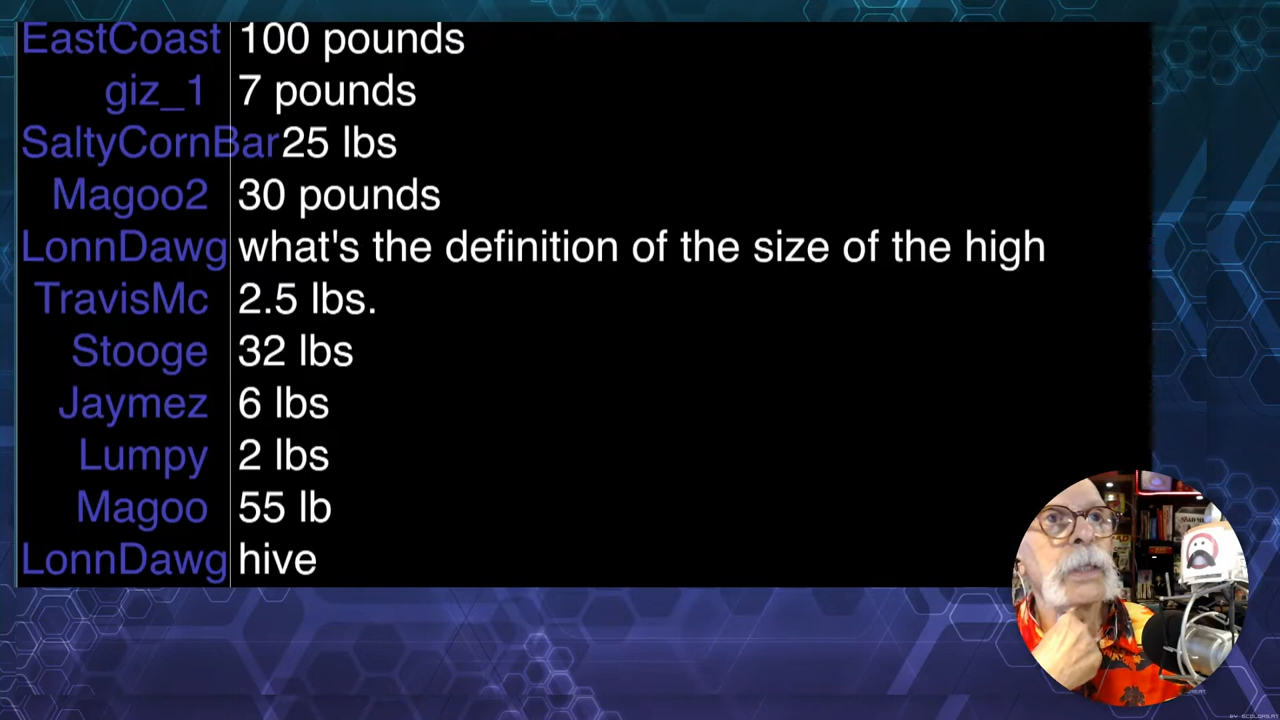 EastCoast 100 pounds
giz_1 7 pounds
SaltyCornBar 25 lbs
Magoo2 30 pounds
LonnDawg what's the definition of the size of the high
TravisMc 2.5 lbs.
Stooge 32 lbs
Jaymez 6 lbs
Lumpy 2 lbs
Magoo 55 lb
LonnDawg hive